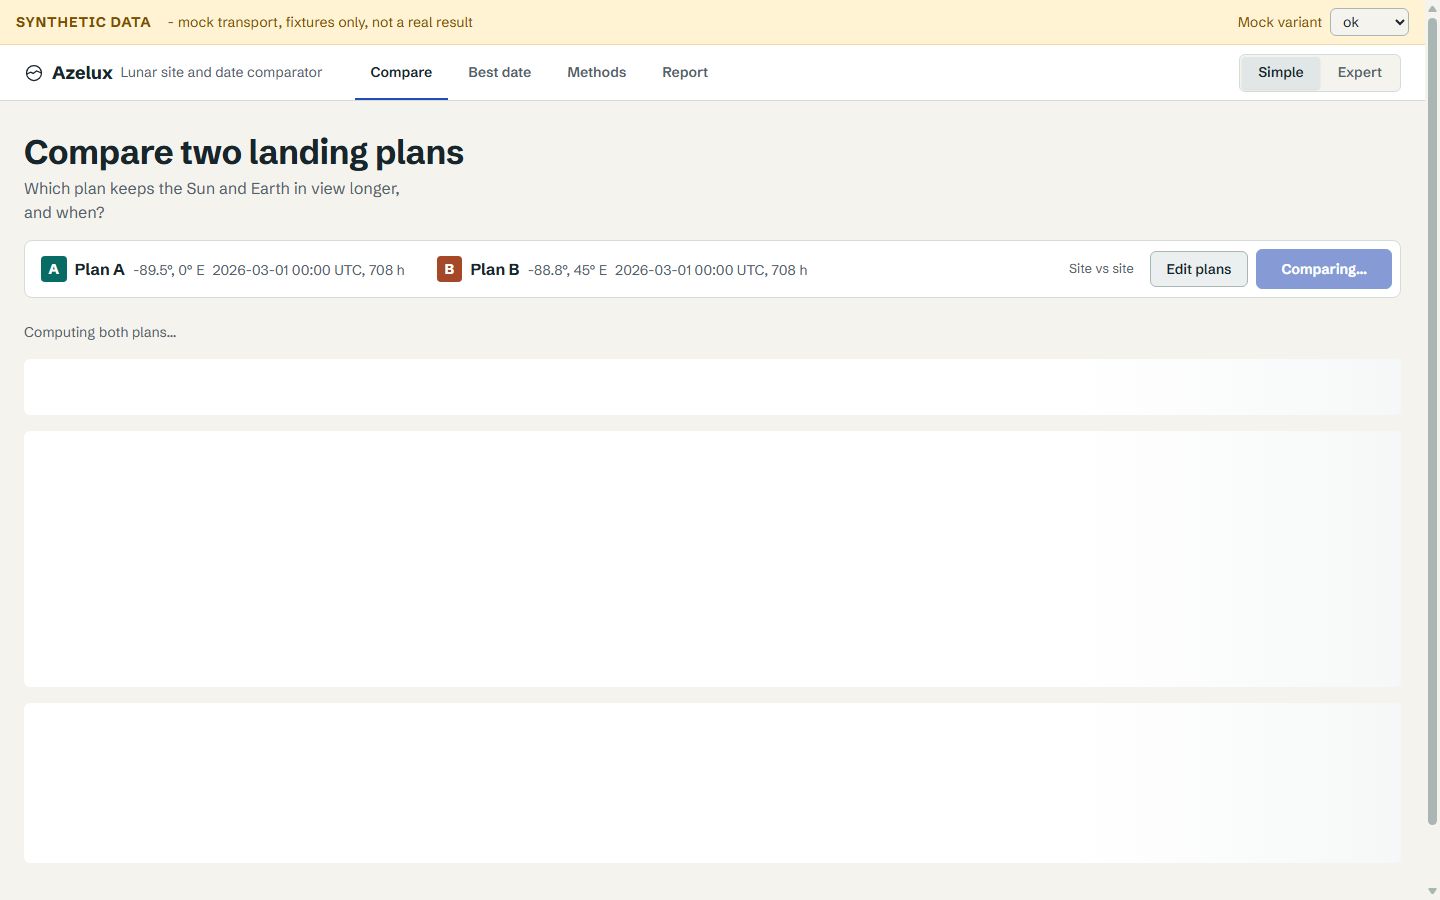 SYNTHETIC DATA - mock transport, fixtures only, not a real result Mock variant ok
Azelux Lunar site and date comparator Compare Best date Methods Report Simple Expert
Compare two landing plans
Which plan keeps the Sun and Earth in view longer,
and when?
A Plan A -89.5°, 0° E 2026-03-01 00:00 UTC, 708 h B Plan B -88.8°, 45° E 2026-03-01 00:00 UTC, 708 h Site vs site Edit plans Comparing...
Computing both plans...